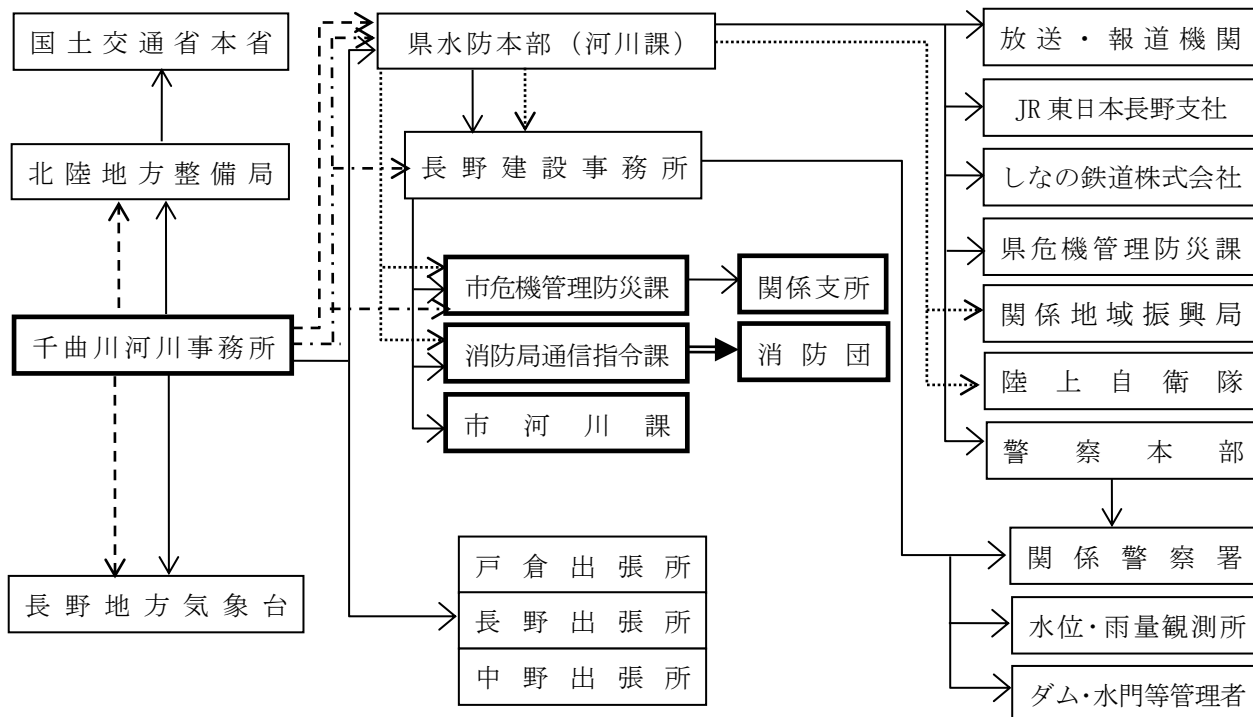 国土交通省本省
北陸地方整備局
千曲川河川事務所
長野地方気象台
県水防本部（河川課）
長野建設事務所
市危機管理防災課
関係支所
消防局通信指令課
消防団
市河川課
戸倉出張所
長野出張所
中野出張所
放送・報道機関
JR東日本長野支社
しなの鉄道株式会社
県危機管理防災課
関係地域振興局
陸上自衛隊
警察本部
関係警察署
水位・雨量観測所
ダム・水門等管理者